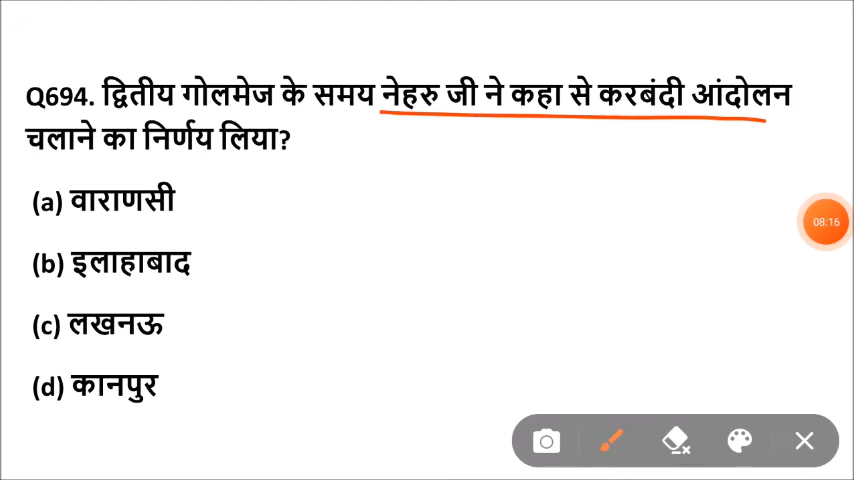 Q694. द्वितीय गोलमेज के समय नेहरु जी ने कहा से करबंदी आंदोलन
चलाने का निर्णय लिया?
(a) वाराणसी
08:16
(b) इलाहाबाद
(c) लखनऊ
(d) कानपुर